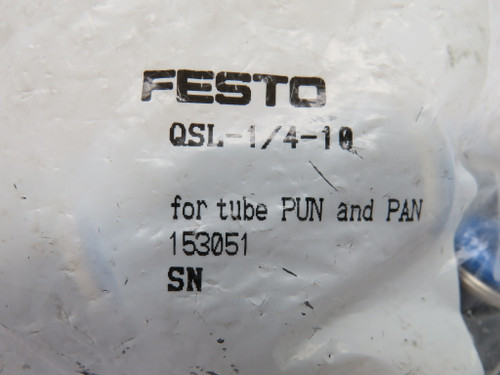 FESTO
QSL-1/4-10
for tube PUN and PAN
153051
SN